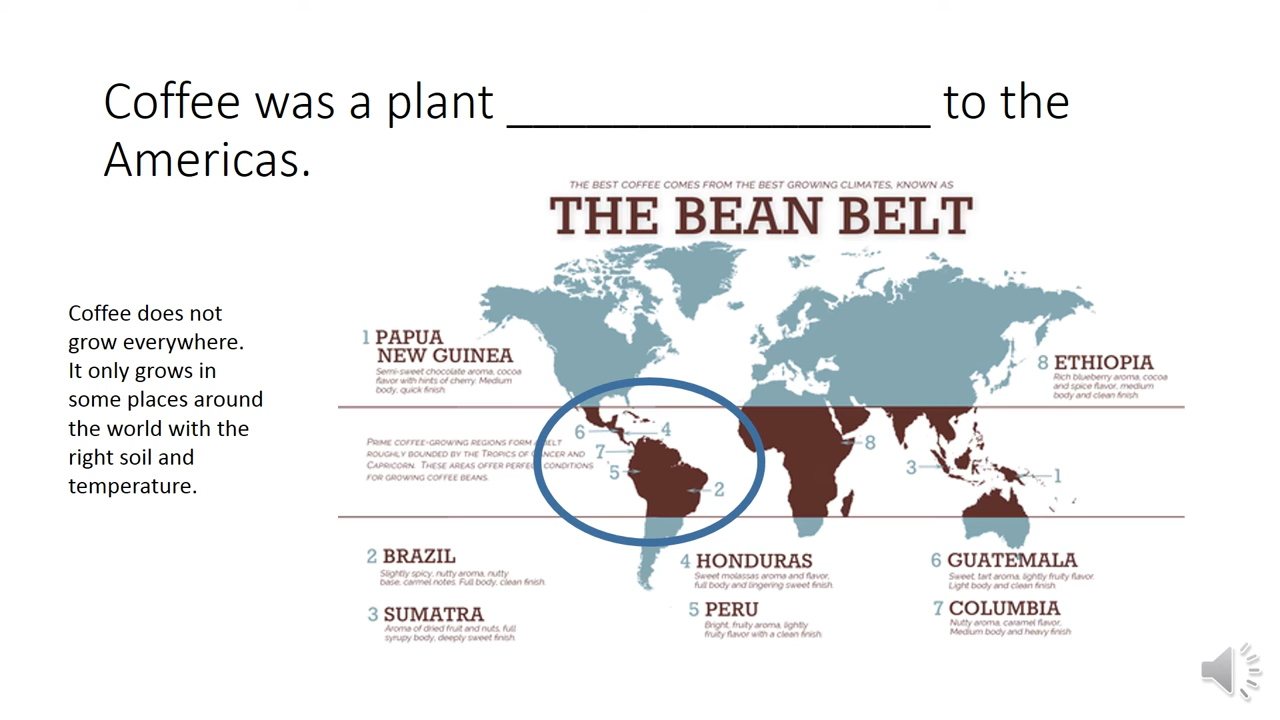 Coffee was a plant ________________ to the
Americas.
THE BEST COFFEE COMES FROM THE BEST GROWING CLIMATES, KNOWN AS
THE BEAN BELT
Coffee does not
grow everywhere.
It only grows in
some places around
the world with the
right soil and
temperature.
1 PAPUA
NEW GUINEA
Semi-sweet chocolate aroma, cocoa
flavor with hints of cherry. Medium
body, quick finish.
8 ETHIOPIA
Rich blueberry aroma, cocoa
and spice flavor, medium
body and clean finish
PRIME COFFEE-GROWING REGIONS FORM A BELT
ROUGHLY BOUNDED BY THE TROPICS OF CANCER AND
CAPRICORN. THESE AREAS OFFER PERFECT CONDITIONS
FOR GROWING COFFEE BEANS.
6
4
7
5
2
8
3
1
2 BRAZIL
Slightly spicy, nutty aroma, nutty
base, carmel notes. Full body, clean finish.
4 HONDURAS
Sweet molassas aroma and flavor,
full body and lingering sweet finish.
6 GUATEMALA
Sweet, tart aroma, lightly fruity flavor.
Light body and clean finish
3 SUMATRA
Aroma of dried fruit and nuts, full
syrupy body, deeply sweet finish.
5 PERU
Bright, fruity aroma, lightly
fruity flavor with a clean finish.
7 COLUMBIA
Nutty aroma, caramel flavor,
Medium body and heavy finish